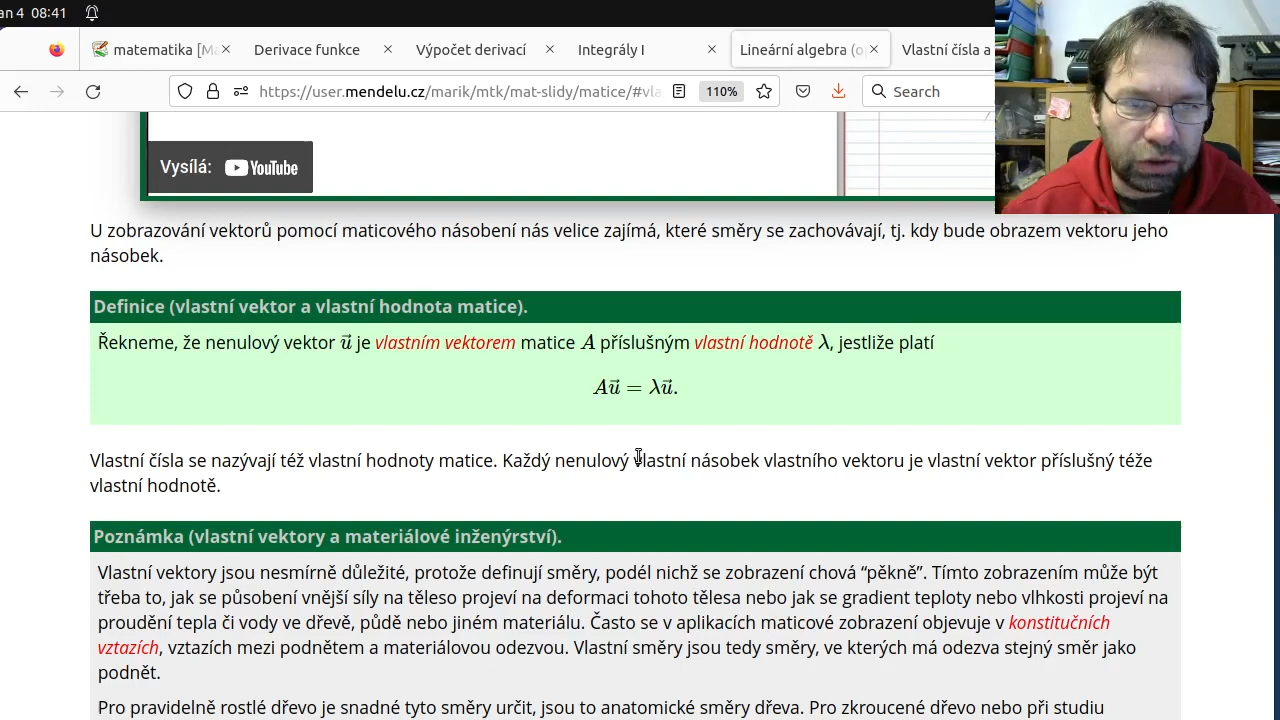 an 4 08:41
matematika [Ma
Derivace funkce
Výpočet derivací
Integrály I
Lineární algebra (o
Vlastní čísla a
https://user.mendelu.cz/marik/mtk/mat-slidy/matice/#vla
110%
Search
Vysílá: YouTube
U zobrazování vektorů pomocí maticového násobení nás velice zajímá, které směry se zachovávají, tj. kdy bude obrazem vektoru jeho
násobek.
Definice (vlastní vektor a vlastní hodnota matice).
Řekneme, že nenulový vektor u⃗ je vlastním vektorem matice A příslušným vlastní hodnotě λ, jestliže platí
Au⃗ = λu⃗.
Vlastní čísla se nazývají též vlastní hodnoty matice. Každý nenulový vlastní násobek vlastního vektoru je vlastní vektor příslušný téže
vlastní hodnotě.
Poznámka (vlastní vektory a materiálové inženýrství).
Vlastní vektory jsou nesmírně důležité, protože definují směry, podél nichž se zobrazení chová “pěkně”. Tímto zobrazením může být
třeba to, jak se působení vnější síly na těleso projeví na deformaci tohoto tělesa nebo jak se gradient teploty nebo vlhkosti projeví na
proudění tepla či vody ve dřevě, půdě nebo jiném materiálu. Často se v aplikacích maticové zobrazení objevuje v konstitučních
vztazích, vztazích mezi podnětem a materiálovou odezvou. Vlastní směry jsou tedy směry, ve kterých má odezva stejný směr jako
podnět.
Pro pravidelně rostlé dřevo je snadné tyto směry určit, jsou to anatomické směry dřeva. Pro zkroucené dřevo nebo při studiu